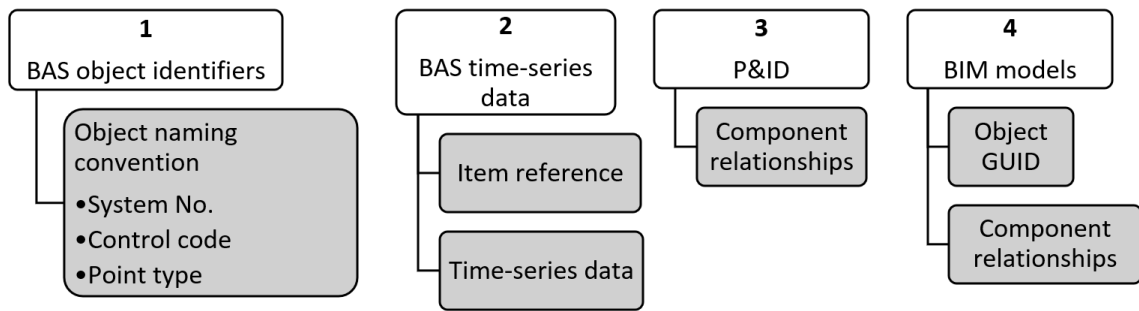 1
BAS object identifiers
Object naming
convention
•System No.
•Control code
•Point type
2
BAS time-series
data
Item reference
Time-series data
3
P&ID
Component
relationships
4
BIM models
Object
GUID
Component
relationships